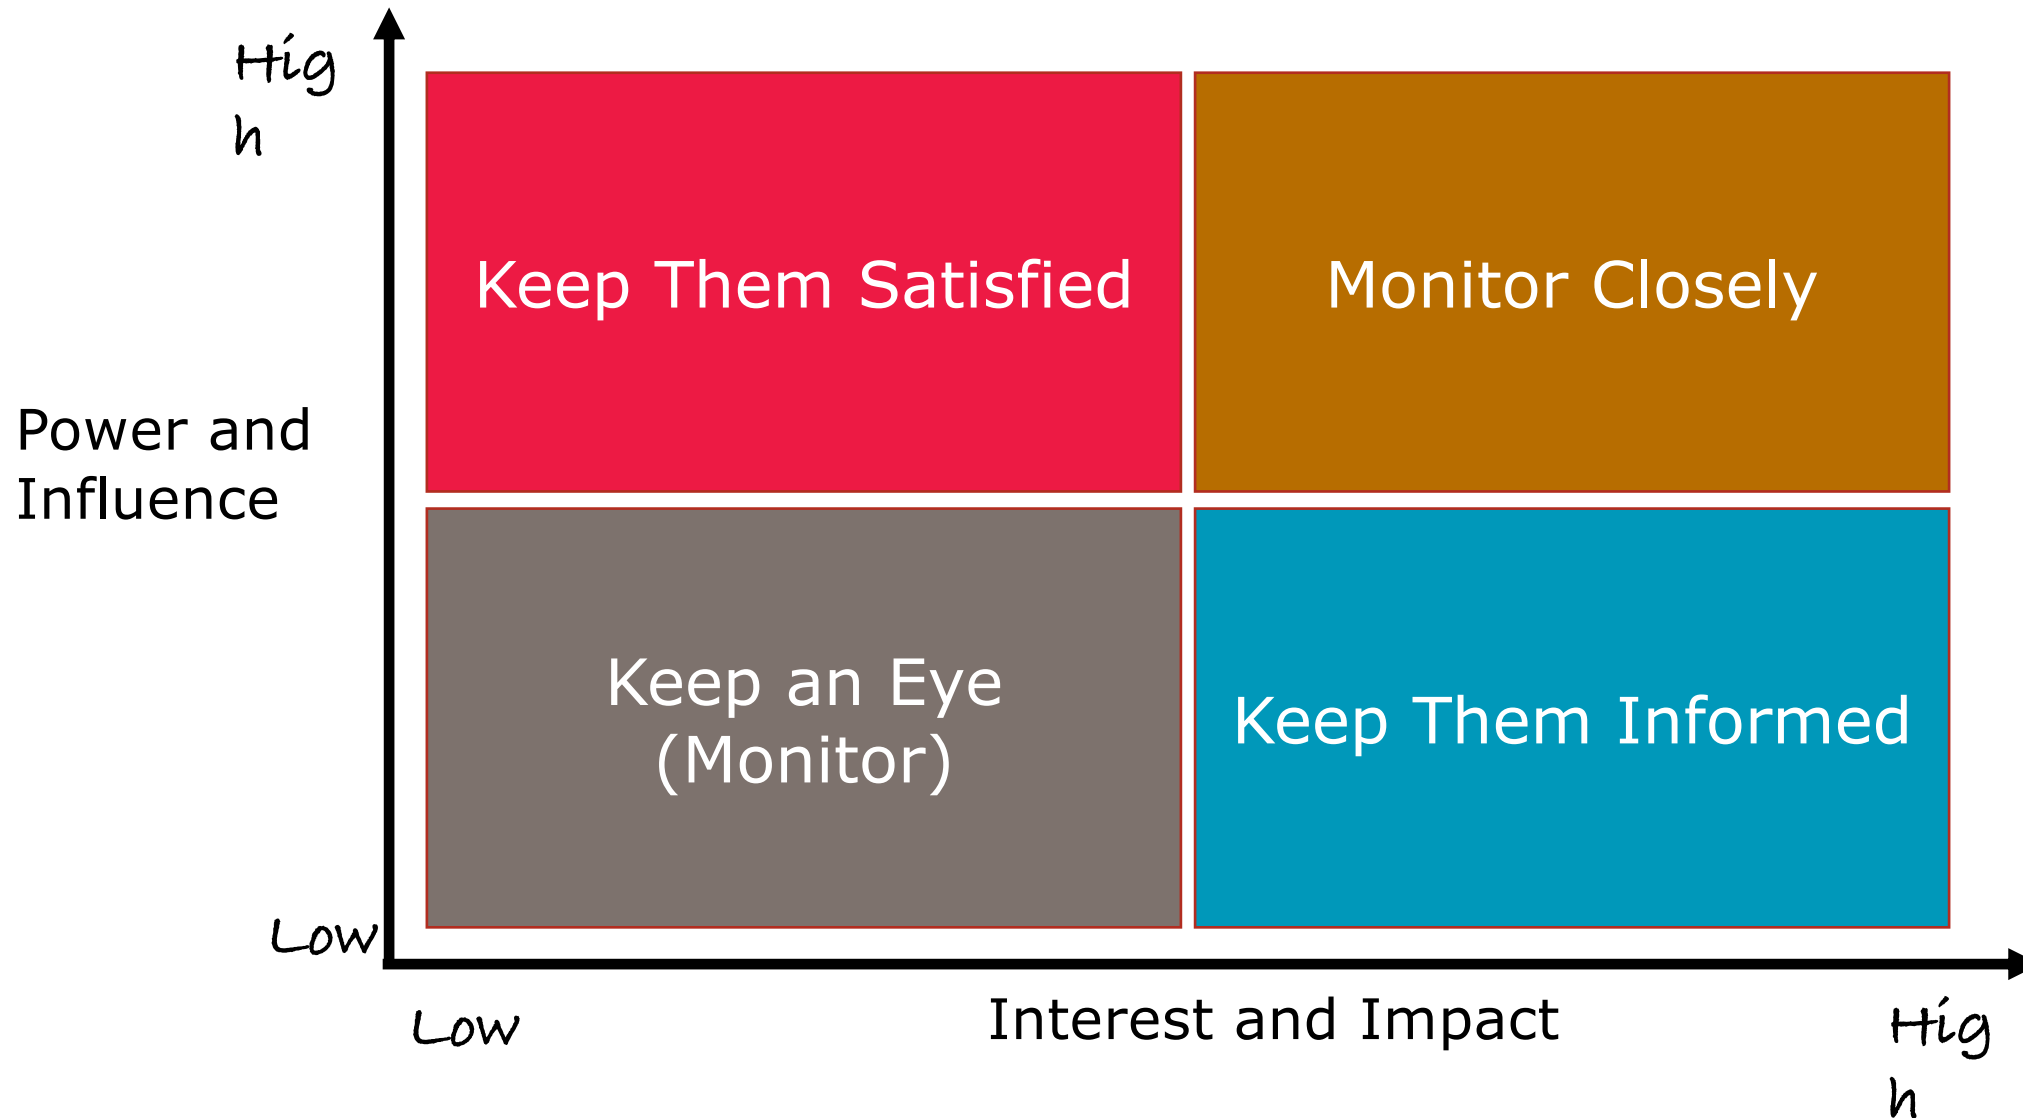 Hig
h
Keep Them Satisfied
Monitor Closely
Power and
Influence
Keep an Eye
(Monitor)
Keep Them Informed
Low
Low
Interest and Impact
Hig
h